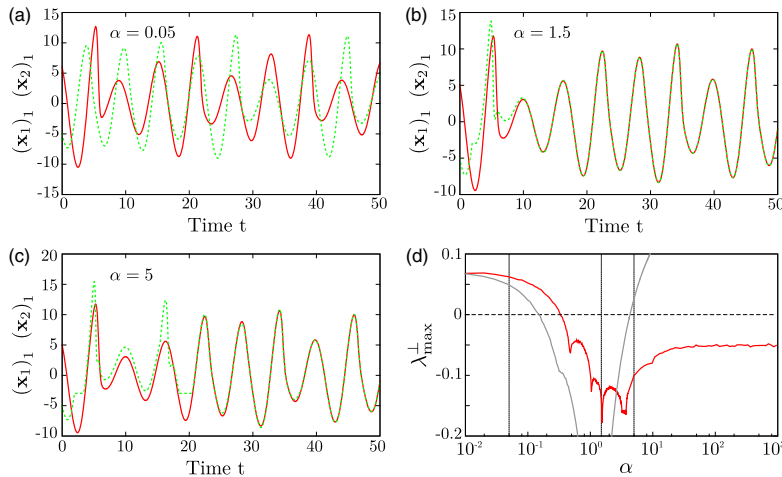 (a)
α = 0.05
(x₁)₁ (x₂)₁
15
10
5
0
-5
-10
-15
0 10 20 30 40 50
Time t
(b)
α = 1.5
(x₁)₁ (x₂)₁
15
10
5
0
-5
-10
0 10 20 30 40 50
Time t
(c)
α = 5
(x₁)₁ (x₂)₁
20
15
10
5
0
-5
-10
0 10 20 30 40 50
Time t
(d)
λ⊥max
0.1
0
-0.1
-0.2
10⁻² 10⁻¹ 10⁰ 10¹ 10² 10³
α